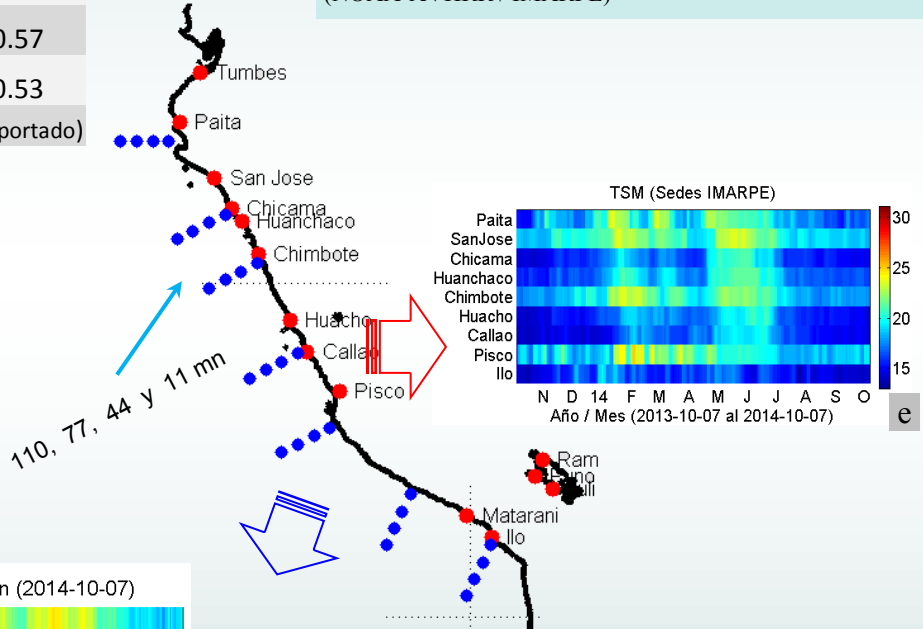 0.57
0.53
portado)
Tumbes
Paita
San Jose
Chicama
Huanchaco
Chimbote
Huacho
Callao
Pisco
110, 77, 44 y 11 mn
Ram
Matarani
Ilo
TSM (Sedes IMARPE)
Paita
SanJose
Chicama
Huanchaco
Chimbote
Huacho
Callao
Pisco
Ilo
30
25
20
15
N D 14 F M A M J J A S O
Año / Mes (2013-10-07 al 2014-10-07)
e
n (2014-10-07)